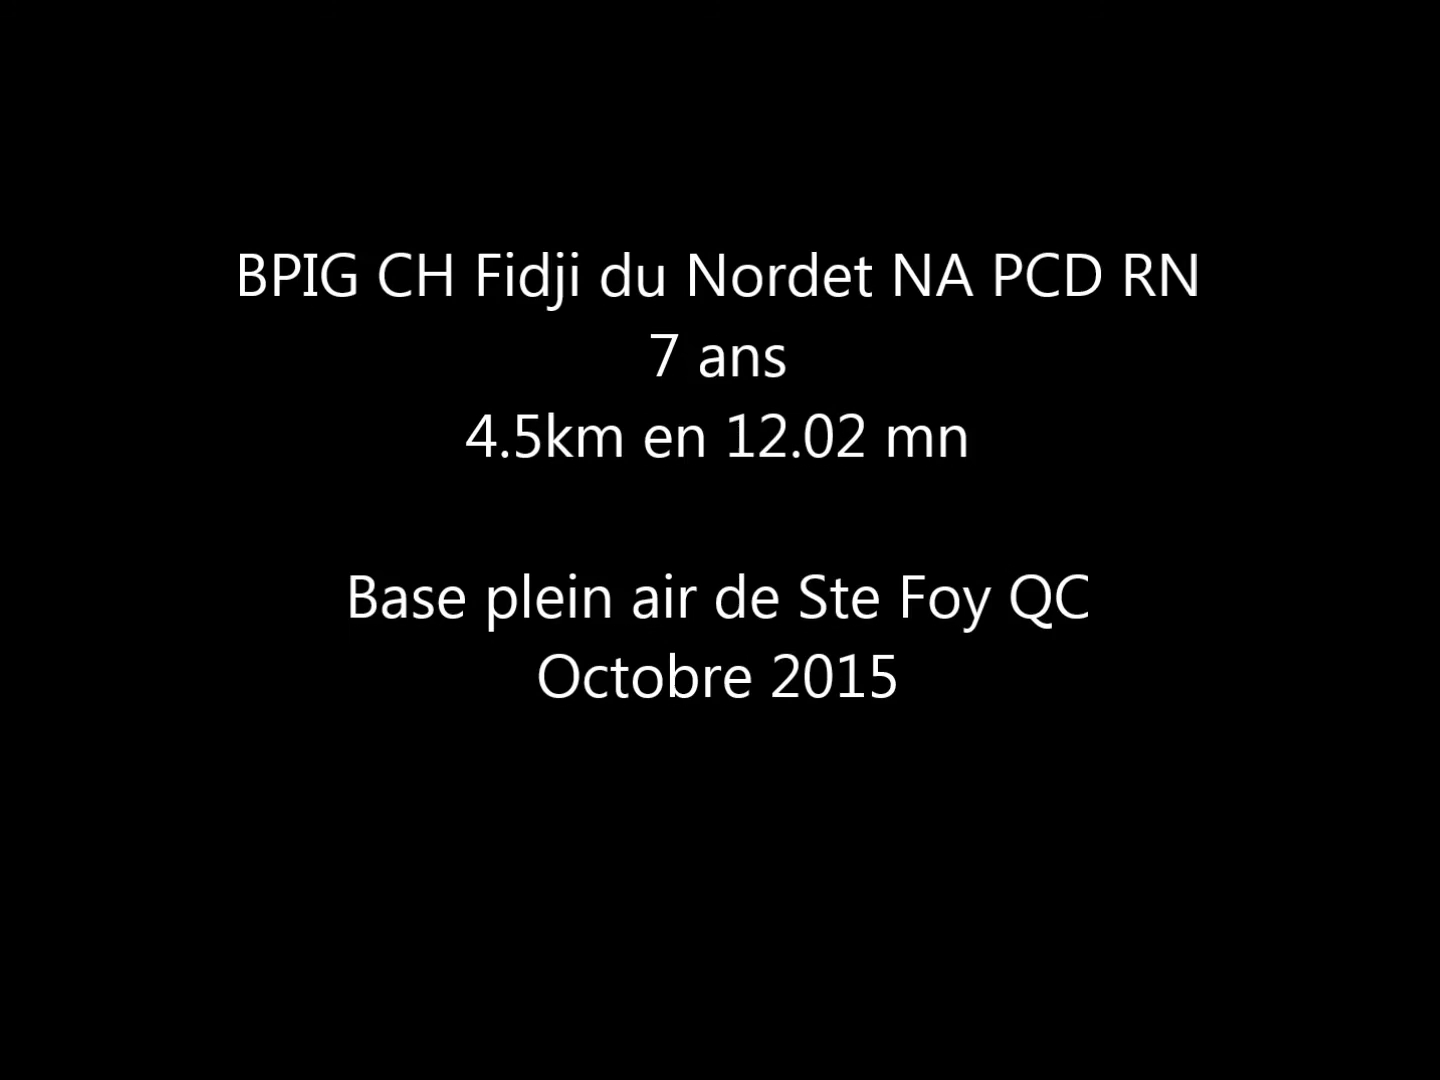 BPIG CH Fidji du Nordet NA PCD RN
7 ans
4.5km en 12.02 mn
Base plein air de Ste Foy QC
Octobre 2015